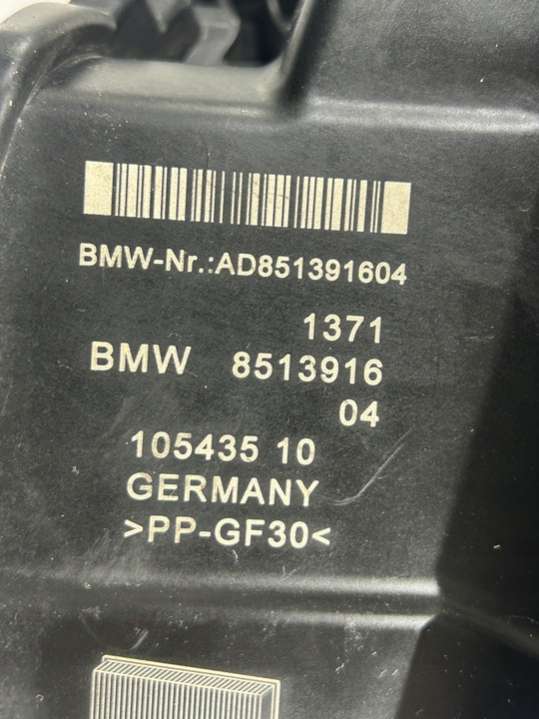 BMW-Nr.:AD851391604
1371
BMW 8513916
04
105435 10
GERMANY
>PP-GF30<